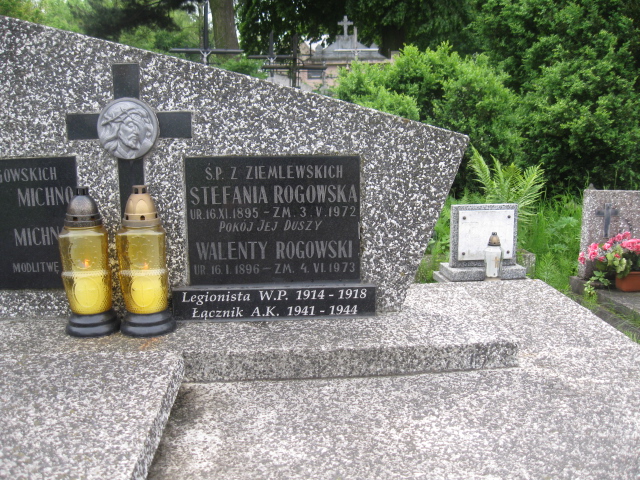 GOWSKICH
MICHNO
MICHN
MODLITWĘ
Ś.P. Z ZIEMLEWSKICH
STEFANIA ROGOWSKA
UR. 16.XI.1895 - ZM. 3.V.1972
POKÓJ JEJ DUSZY
WALENTY ROGOWSKI
UR. 16.I.1896 - ZM. 4.VI.1973
Legionista W.P. 1914 - 1918
Łącznik A.K. 1941 - 1944